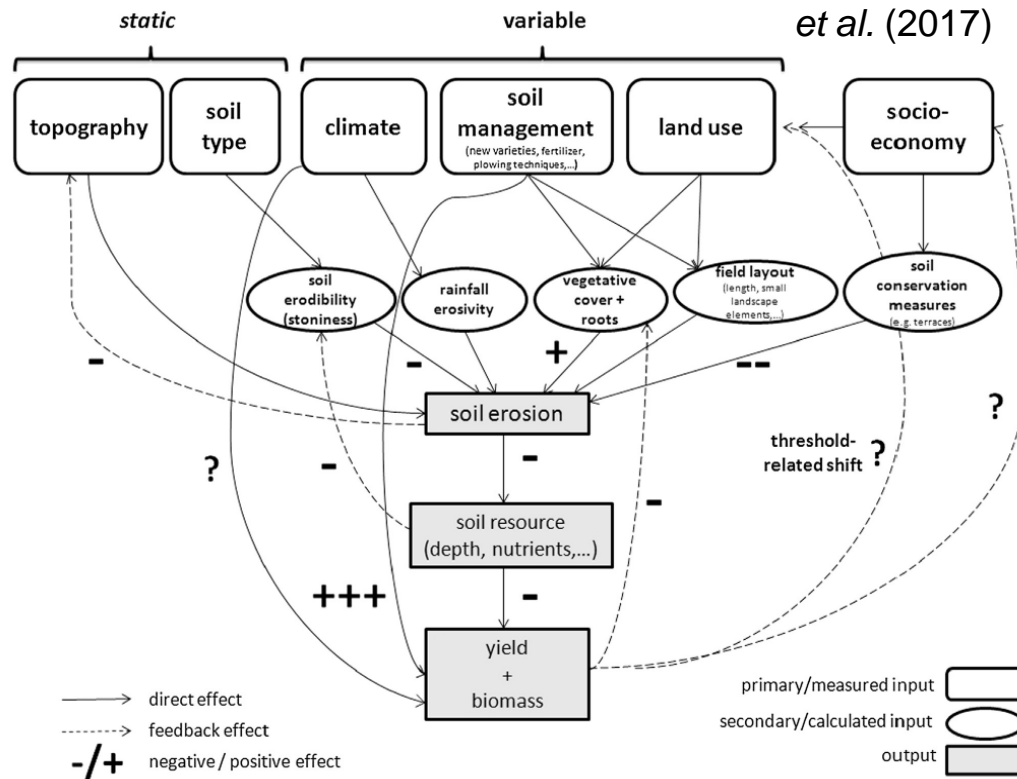 et al. (2017)
static
variable
topography
soil
type
climate
soil
management
(new varieties, fertilizer,
plowing techniques,...)
land use
socio-
economy
soil
erodibility
(stoniness)
rainfall
erosivity
vegetative
cover +
roots
field layout
(length, small
landscape
elements,...)
soil
conservation
measures
(e.g. terraces)
-
-
+
--
soil erosion
?
-
-
-
threshold-
related shift
?
?
soil resource
(depth, nutrients,...)
+++
-
yield
+
biomass
direct effect
feedback effect
-/+ negative / positive effect
primary/measured input
secondary/calculated input
output